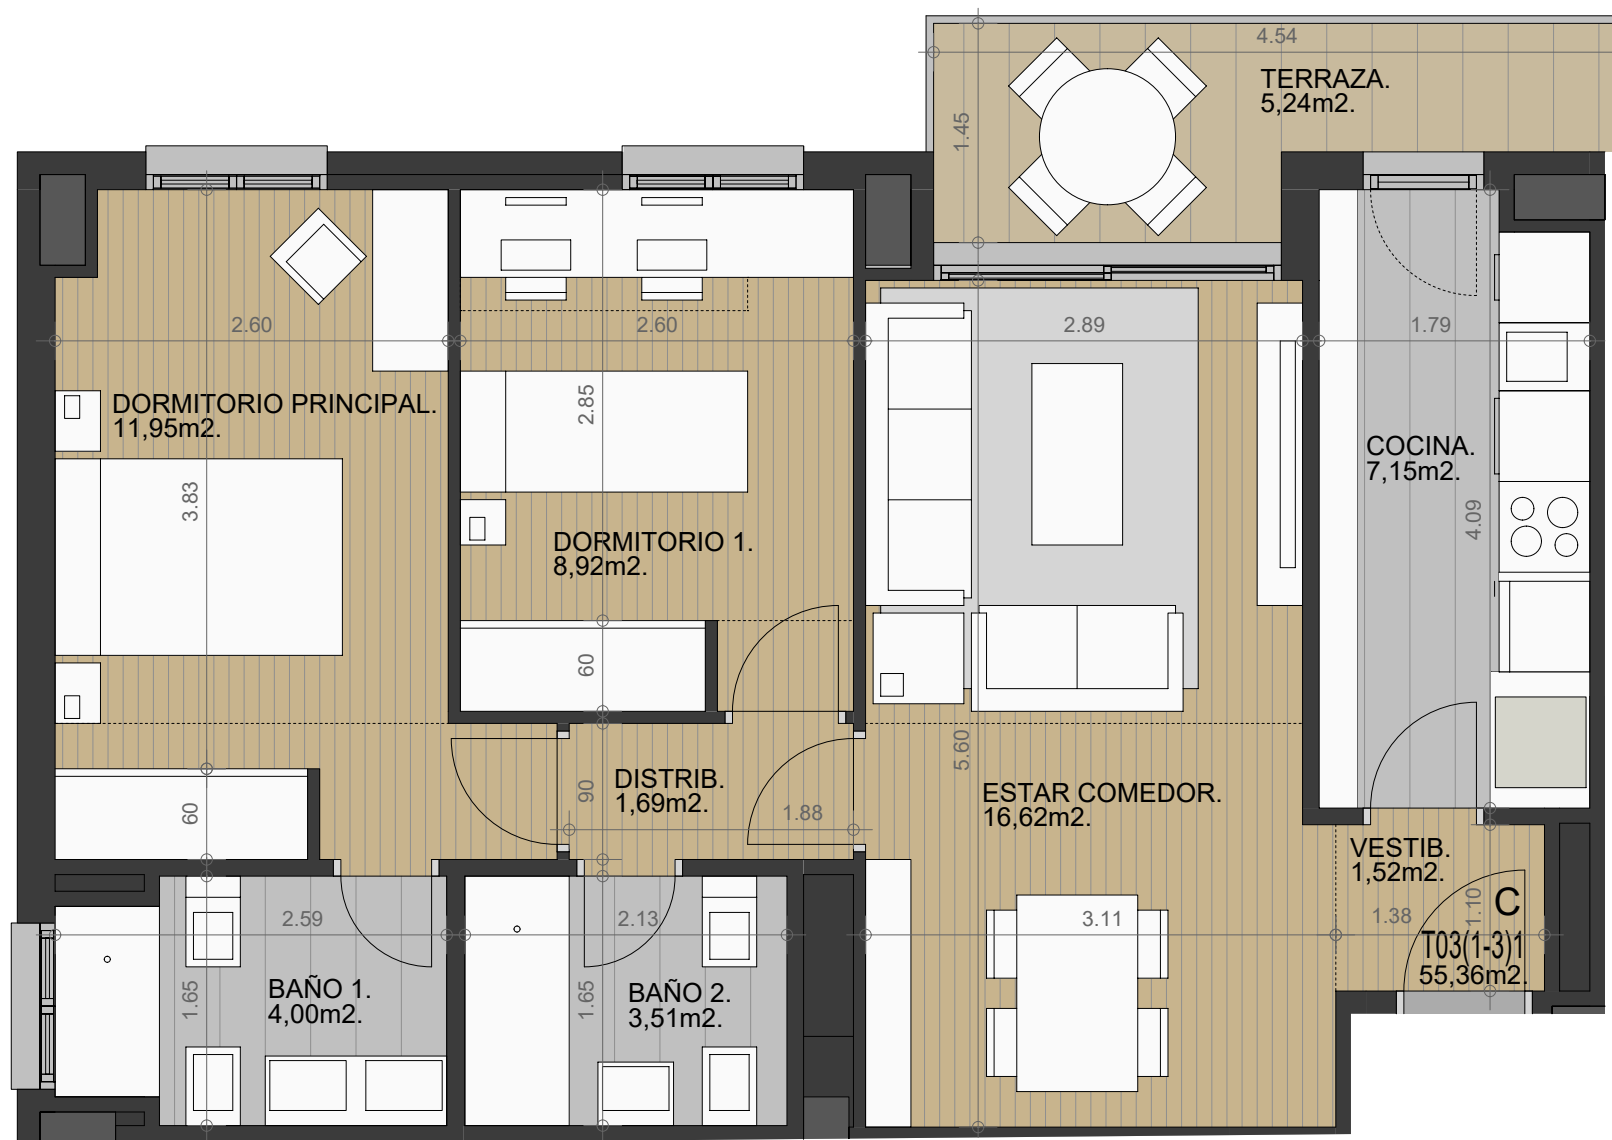 4.54
TERRAZA.
5,24m2.
1.45
2.60
2.60
2.89
1.79
DORMITORIO PRINCIPAL.
11,95m2.
2.85
COCINA.
7,15m2.
3.83
4.09
DORMITORIO 1.
8,92m2.
60
5.60
60
90
DISTRIB.
1,69m2.
1.88
ESTAR COMEDOR.
16,62m2.
VESTIB.
1,52m2.
2.59
2.13
3.11
1.38
1.10
C
T03(1-3)1
55,36m2.
1.65
BAÑO 1.
4,00m2.
1.65
BAÑO 2.
3,51m2.